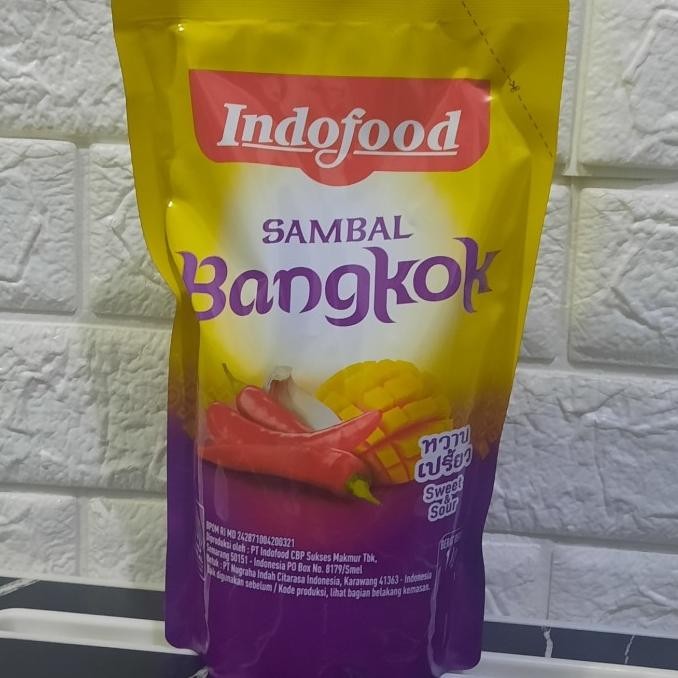 Indofood
SAMBAL
Bangkok
หวาน
เปรี้ยว
Sweet
&
Sour
BPOM RI MD 242871004200321
Diproduksi oleh : PT Indofood CBP Sukses Makmur Tbk,
Semarang 50151 - Indonesia PO Box No. 8179/Smel
Untuk : PT Nugraha Indah Citarasa Indonesia, Karawang 41363 - Indonesia
Baik digunakan sebelum / Kode produksi, lihat bagian belakang kemasan.